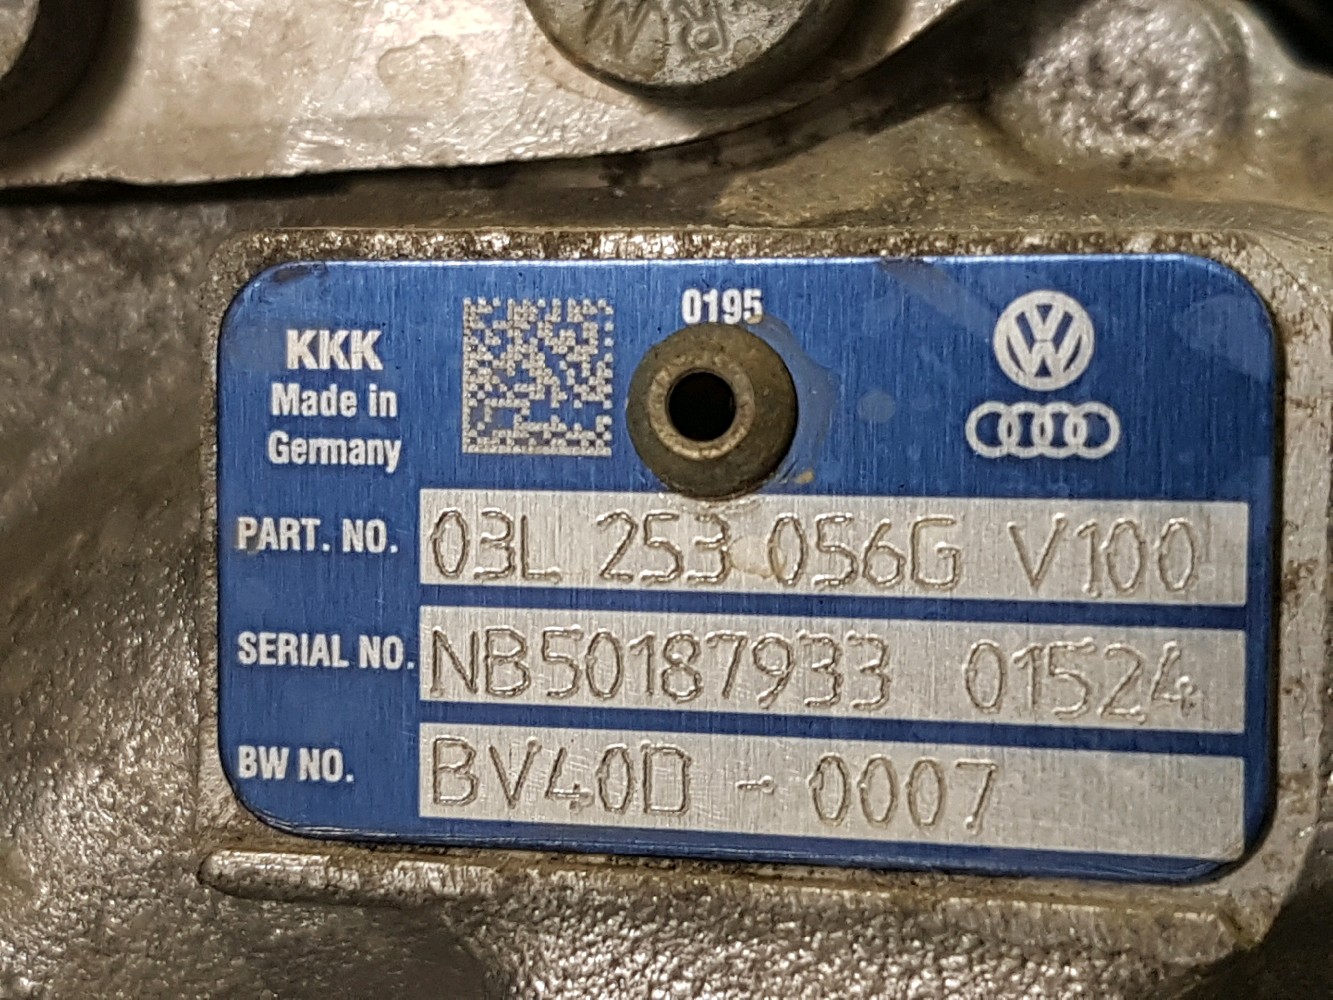 0195
KKK
Made in
Germany
PART. NO. 03L 253 056G V100
SERIAL NO. NB50187933 01524
BW NO. BV40D - 0007